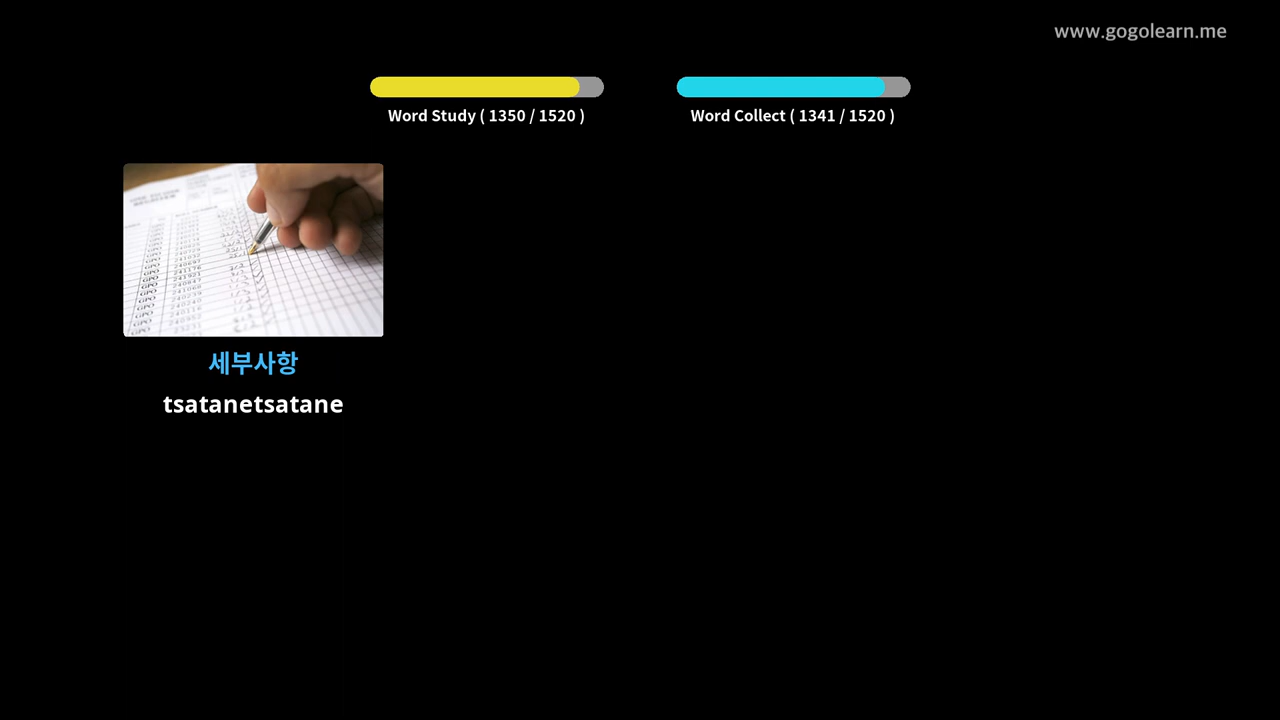 www.gogolearn.me
Word Study ( 1350 / 1520 )
Word Collect ( 1341 / 1520 )
세부사항
tsatanetsatane